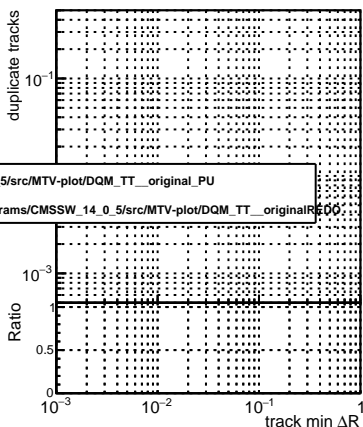 duplicate tracks
10⁻¹
5/src/MTV-plot/DQM_TT__original_PU
rams/CMSSW_14_0_5/src/MTV-plot/DQM_TT__originalREDO
10⁻³
Ratio
1
0.5
0
10⁻³ 10⁻² 10⁻¹ 1
track min ΔR